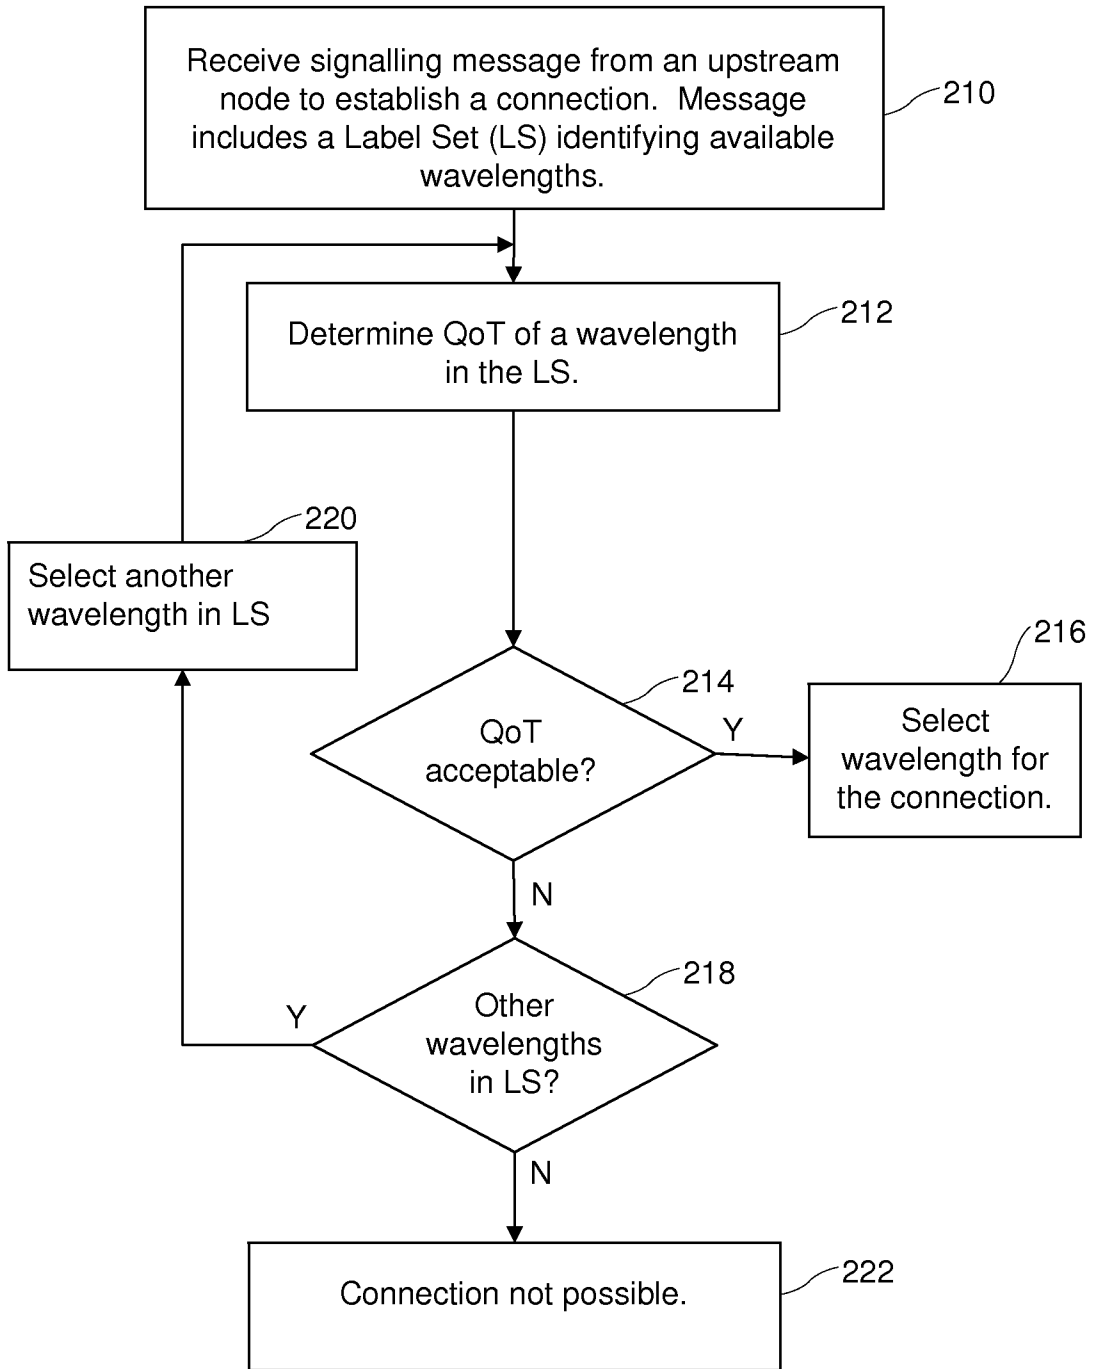 Receive signalling message from an upstream
node to establish a connection. Message
includes a Label Set (LS) identifying available
wavelengths.
210
Determine QoT of a wavelength
in the LS.
212
220
Select another
wavelength in LS
214
QoT
acceptable?
Y
216
Select
wavelength for
the connection.
N
218
Other
wavelengths
in LS?
Y
N
Connection not possible.
222